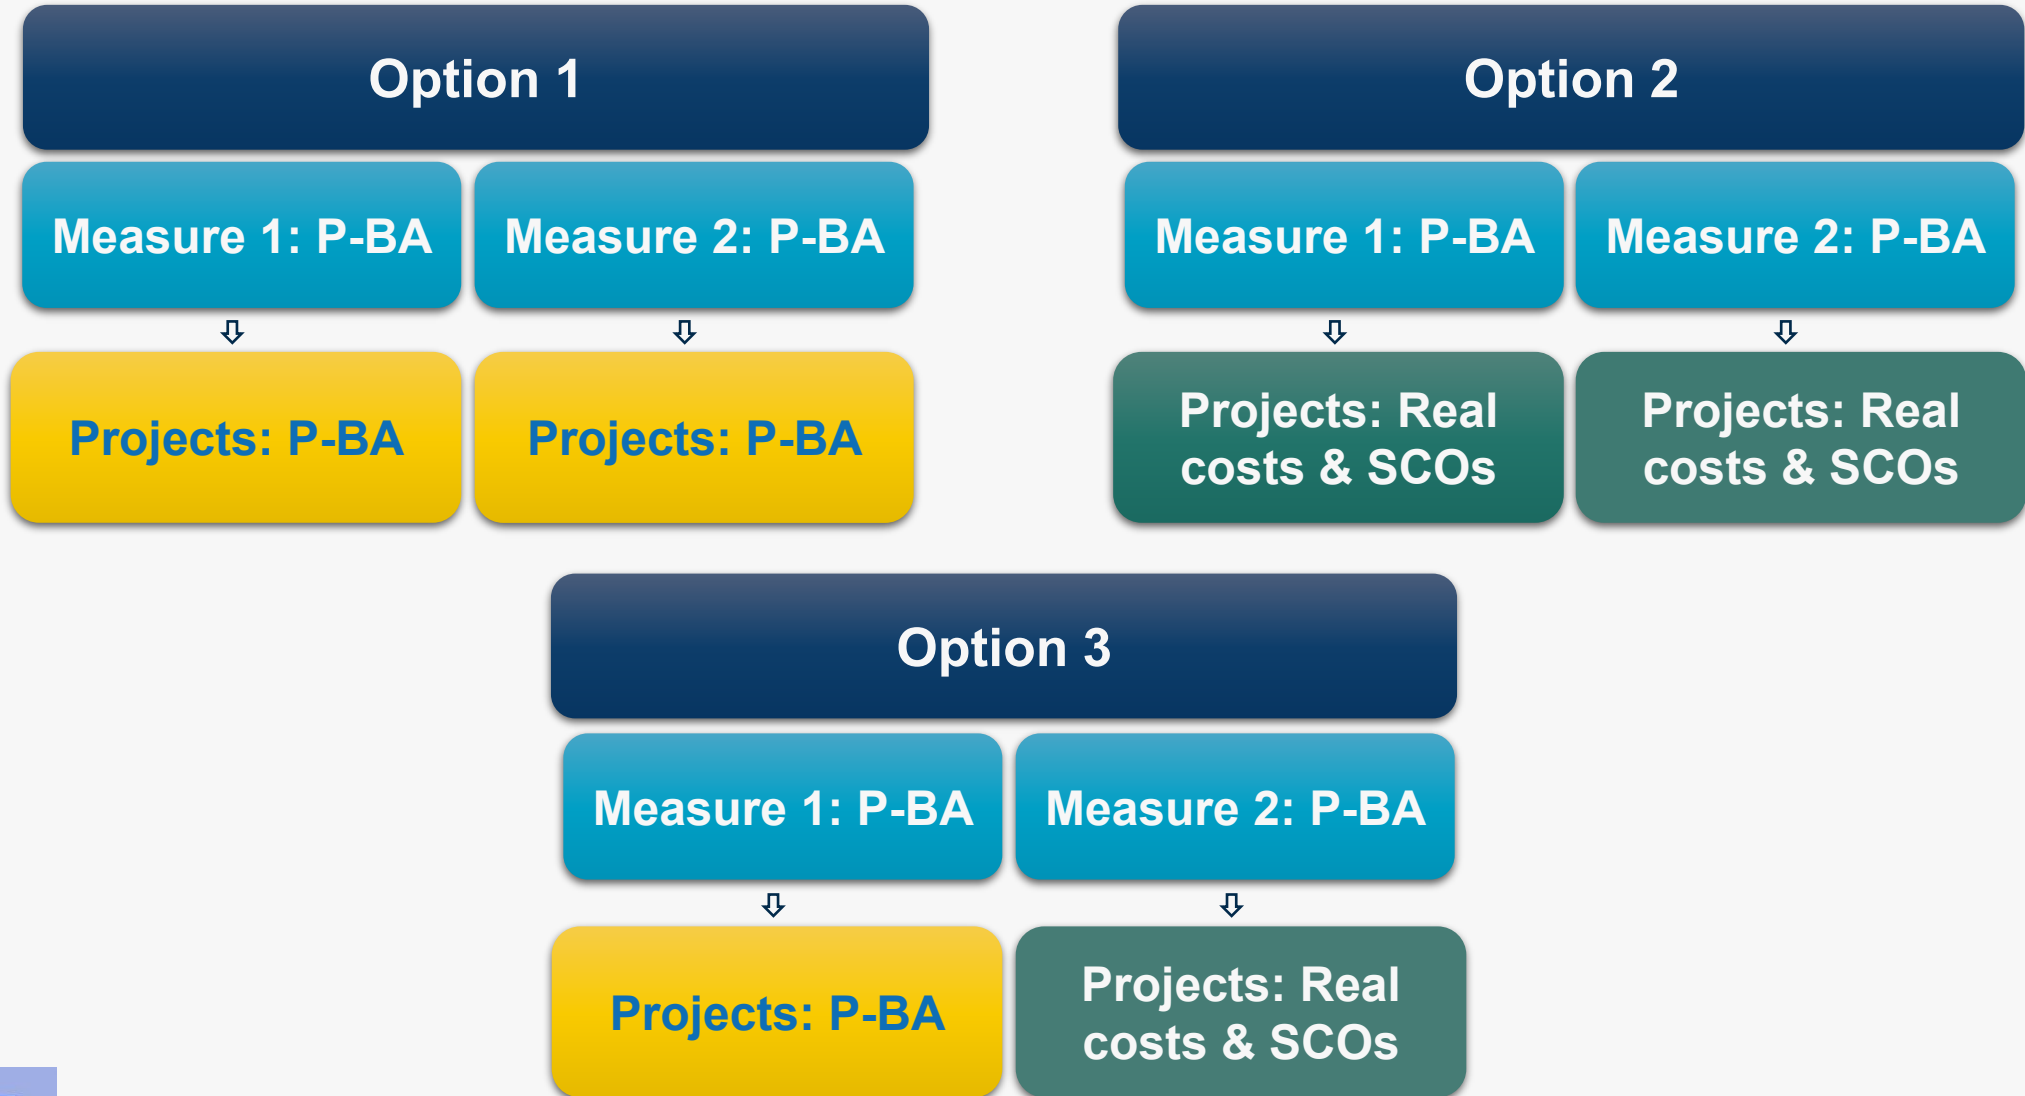 Option 1
Measure 1: P-BA
Measure 2: P-BA
Projects: P-BA
Projects: P-BA
Option 2
Measure 1: P-BA
Measure 2: P-BA
Projects: Real
costs & SCOs
Projects: Real
costs & SCOs
Option 3
Measure 1: P-BA
Measure 2: P-BA
Projects: P-BA
Projects: Real
costs & SCOs